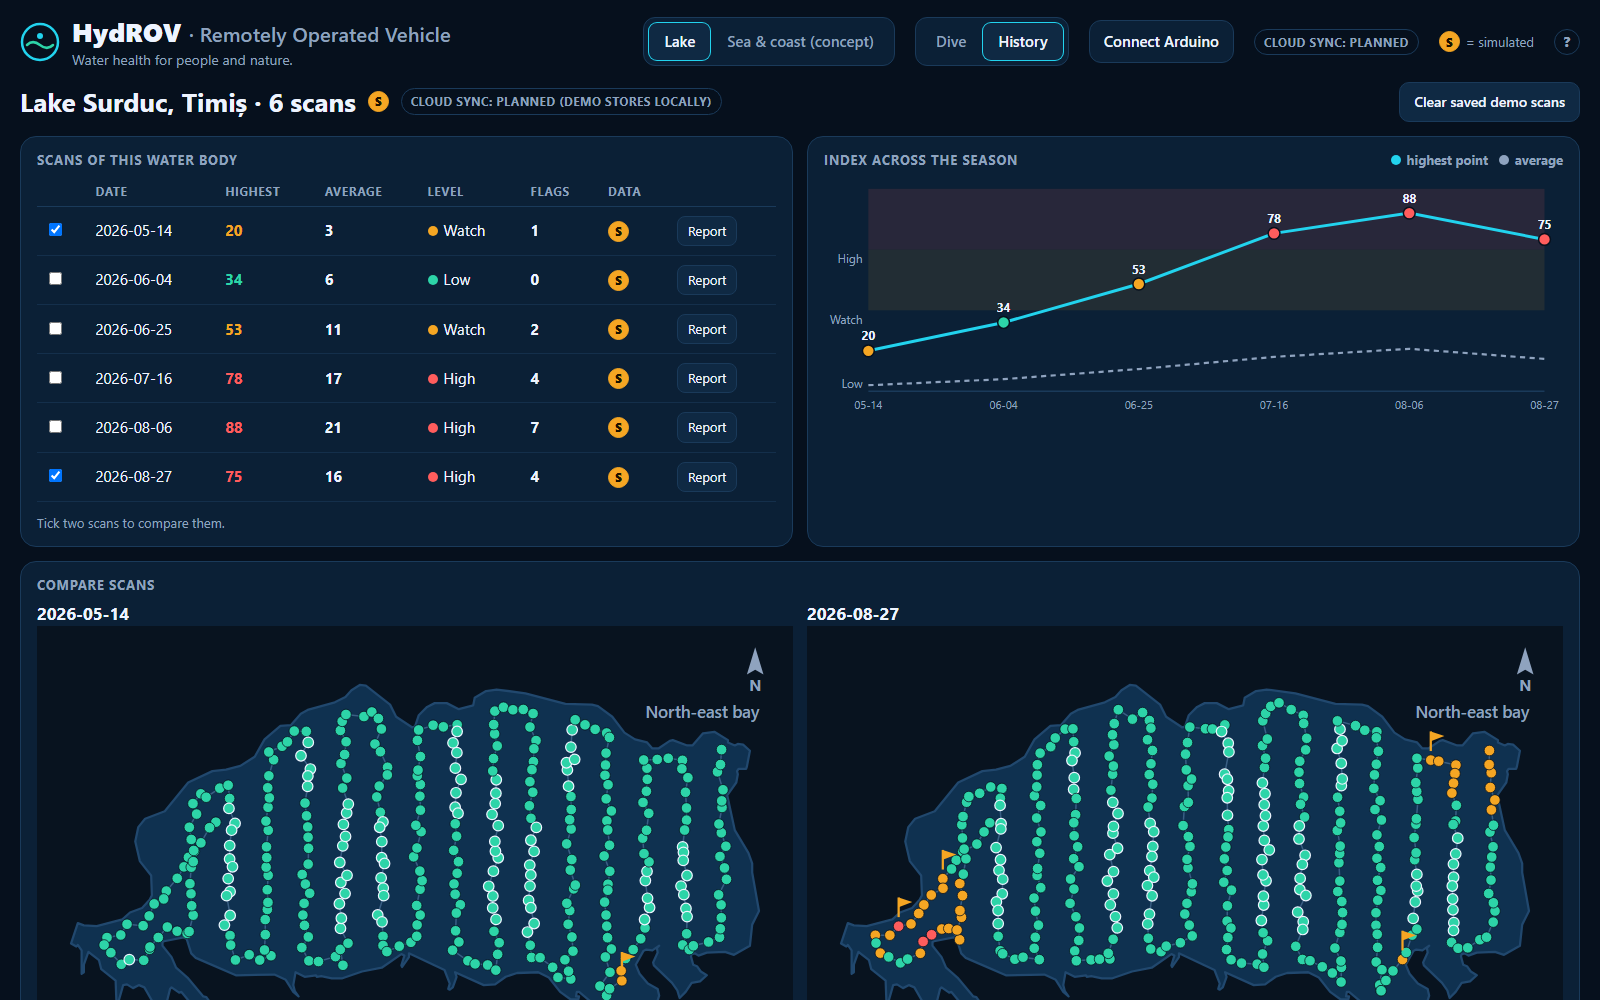 HydROV · Remotely Operated Vehicle
Water health for people and nature.
Lake
Sea & coast (concept)
Dive
History
Connect Arduino
CLOUD SYNC: PLANNED
S = simulated
?
Lake Surduc, Timiș · 6 scans S CLOUD SYNC: PLANNED (DEMO STORES LOCALLY)
Clear saved demo scans
SCANS OF THIS WATER BODY
DATE HIGHEST AVERAGE LEVEL FLAGS DATA
2026-05-14 20 3 Watch 1 S Report
2026-06-04 34 6 Low 0 S Report
2026-06-25 53 11 Watch 2 S Report
2026-07-16 78 17 High 4 S Report
2026-08-06 88 21 High 7 S Report
2026-08-27 75 16 High 4 S Report
Tick two scans to compare them.
INDEX ACROSS THE SEASON
highest point average
88
78
75
High
53
34
Watch
20
Low
05-14 06-04 06-25 07-16 08-06 08-27
COMPARE SCANS
2026-05-14
N
North-east bay
2026-08-27
N
North-east bay